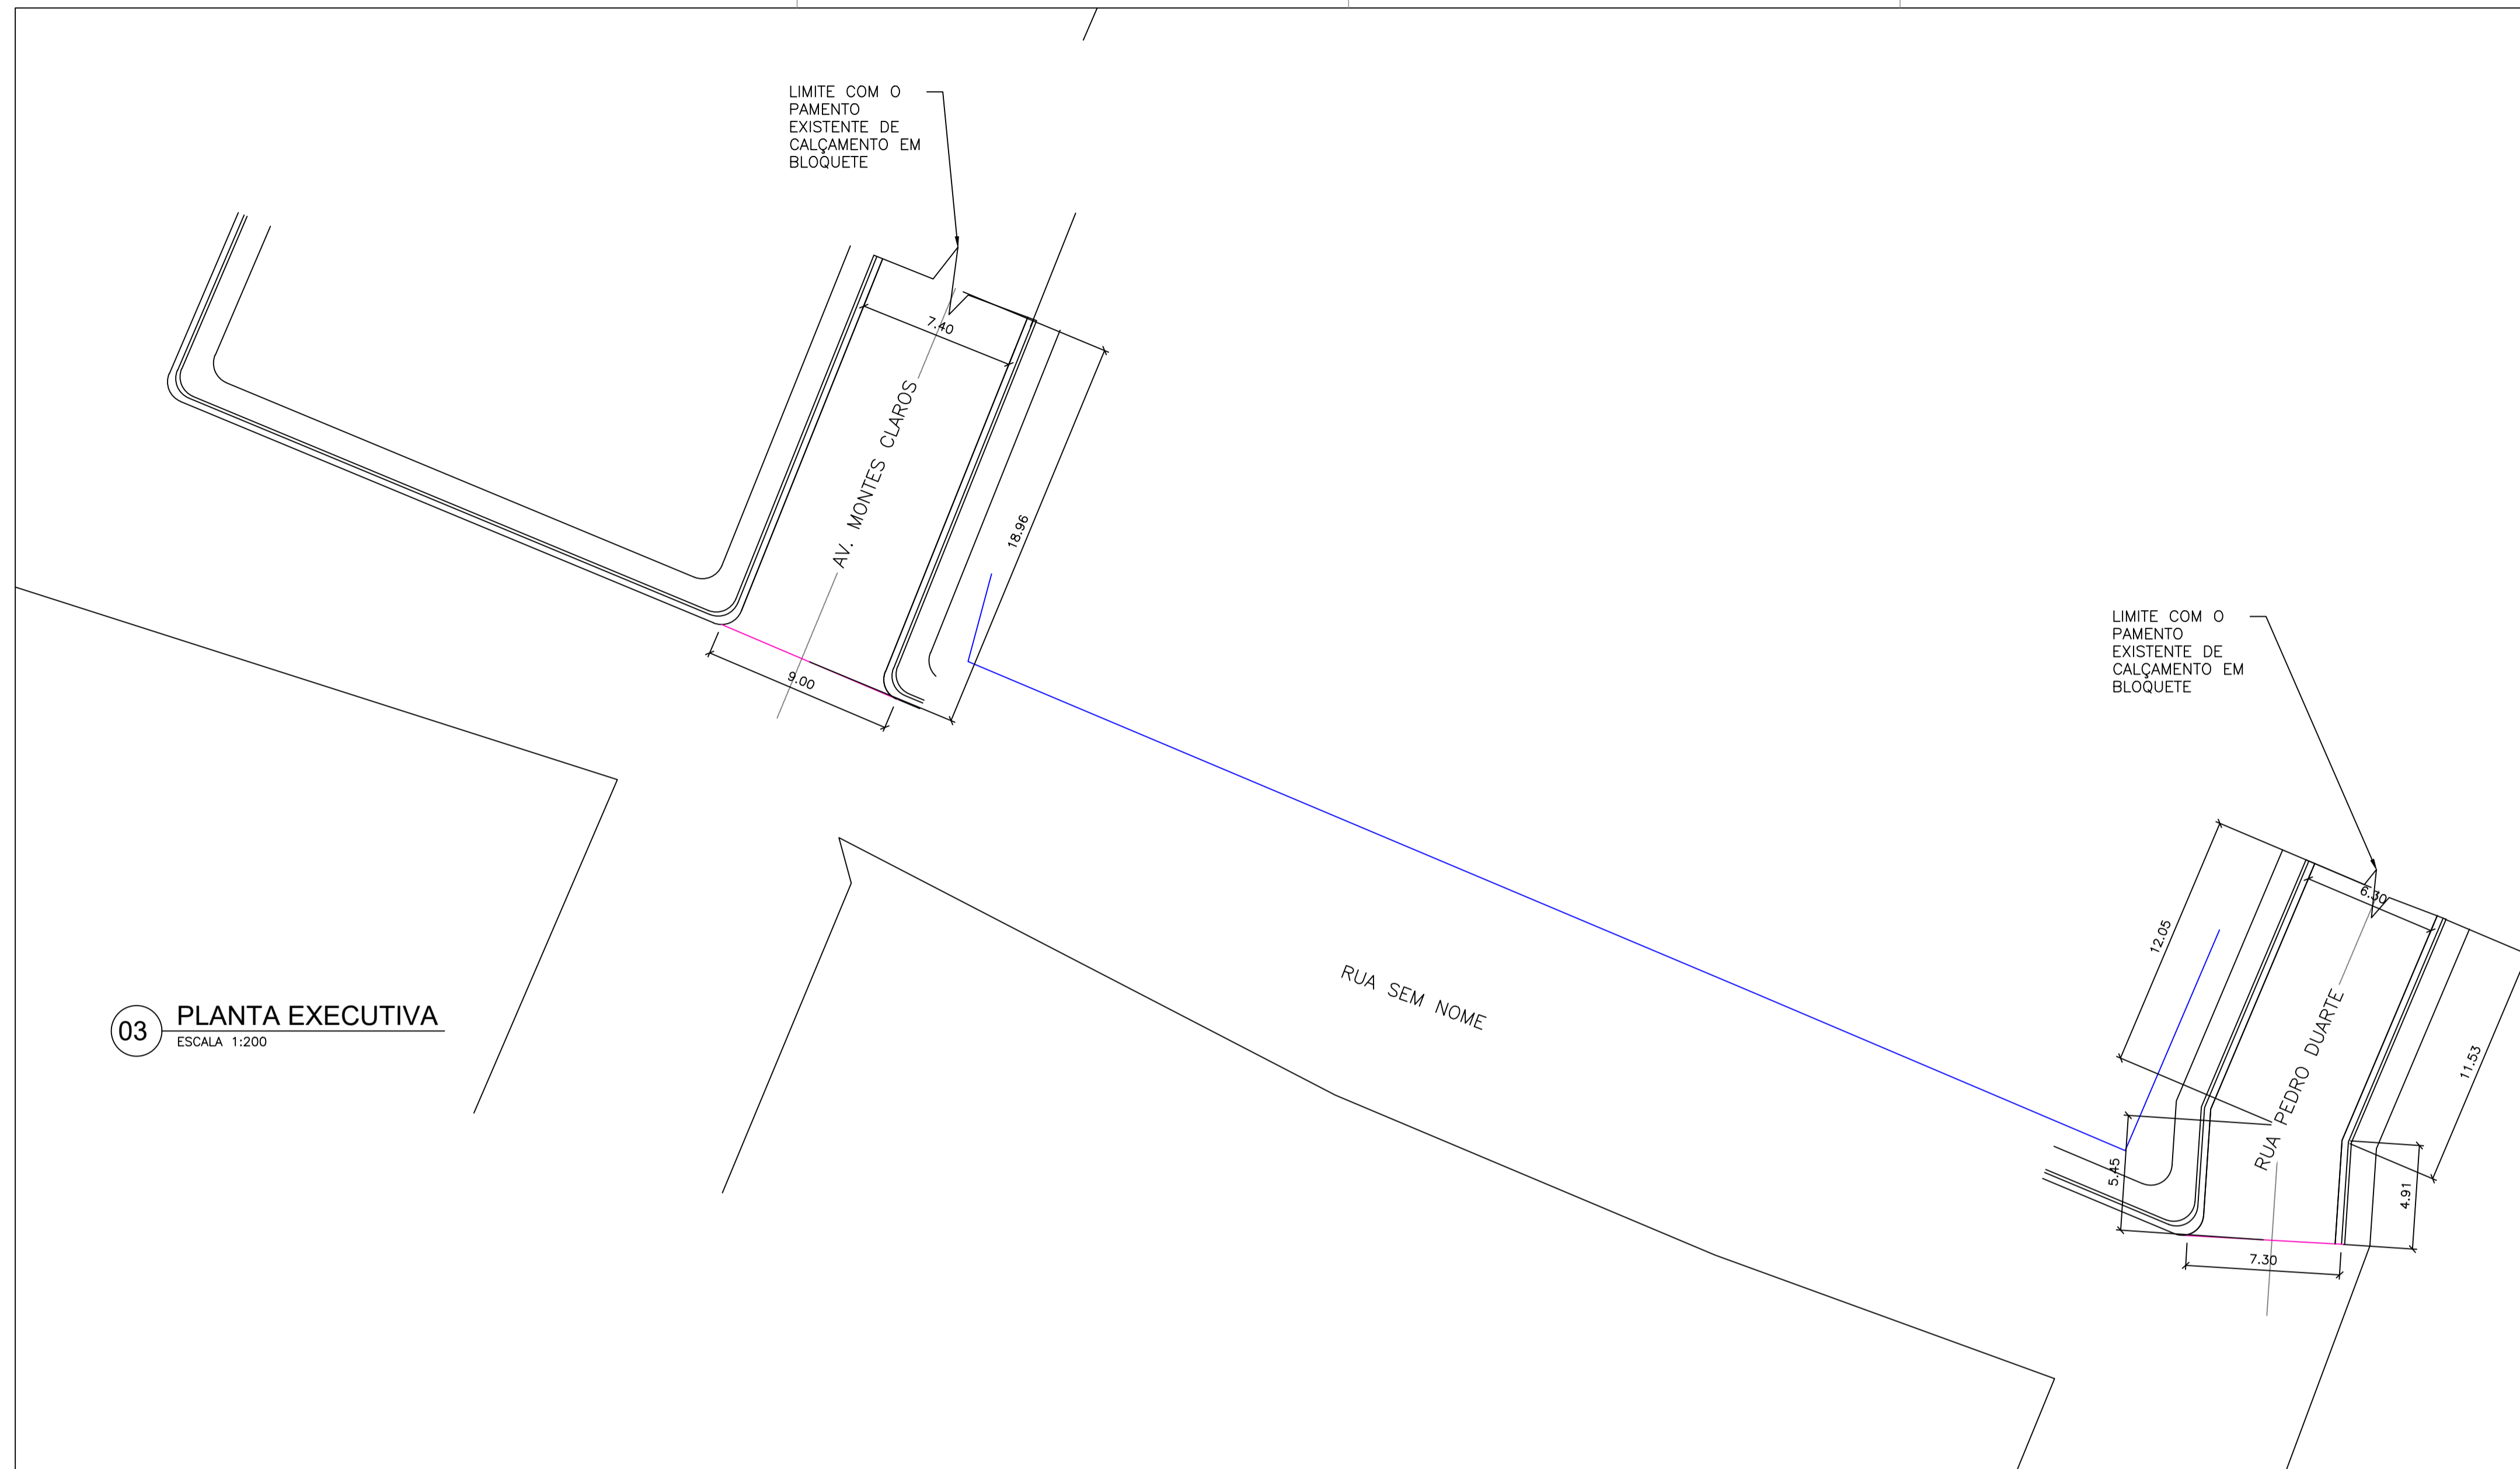 LIMITE COM O
PAMENTO
EXISTENTE DE
CALÇAMENTO EM
BLOQUETE
7.40
AV. MONTES CLAROS
18.96
9.00
LIMITE COM O
PAMENTO
EXISTENTE DE
CALÇAMENTO EM
BLOQUETE
6.30
12.05
RUA SEM NOME
RUA PEDRO DUARTE
11.53
5.45
4.91
7.30
03
PLANTA EXECUTIVA
ESCALA 1:200